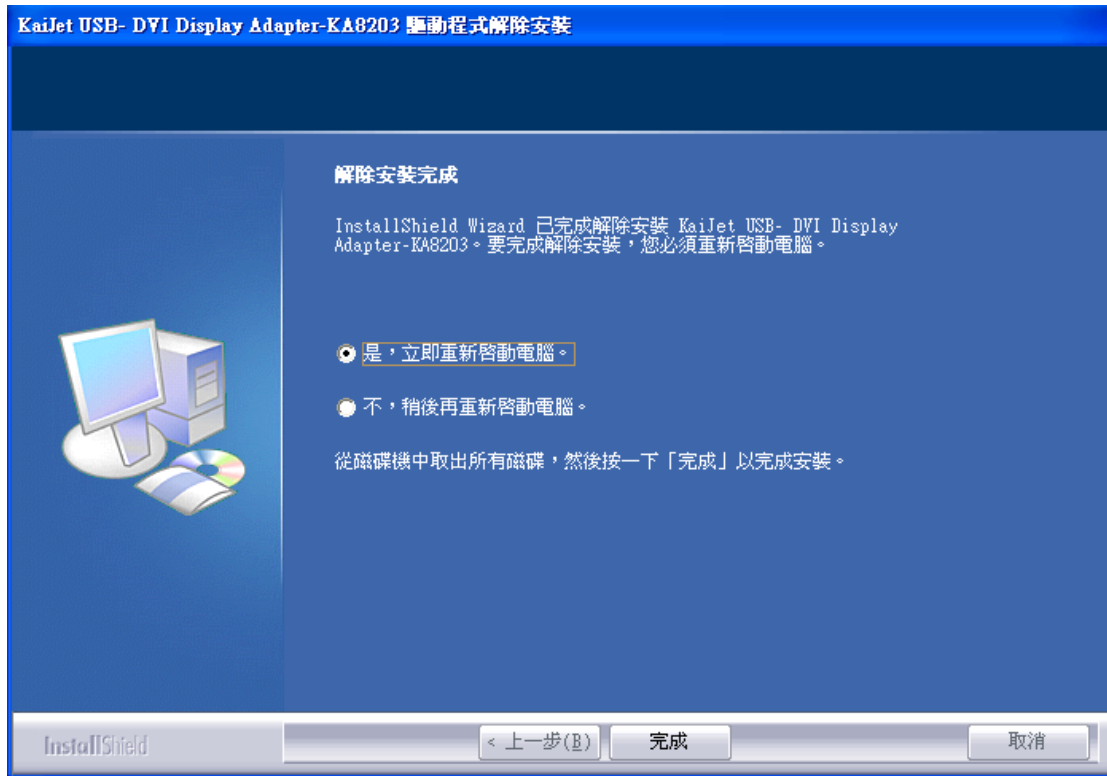 KaiJet USB- DVI Display Adapter-KA8203 驅動程式解除安裝
解除安裝完成
InstallShield Wizard 已完成解除安裝 KaiJet USB- DVI Display
Adapter-KA8203。要完成解除安裝，您必須重新啟動電腦。
是，立即重新啟動電腦。
不，稍後再重新啟動電腦。
從磁碟機中取出所有磁碟，然後按一下「完成」以完成安裝。
InstallShield
< 上一步(B)
完成
取消